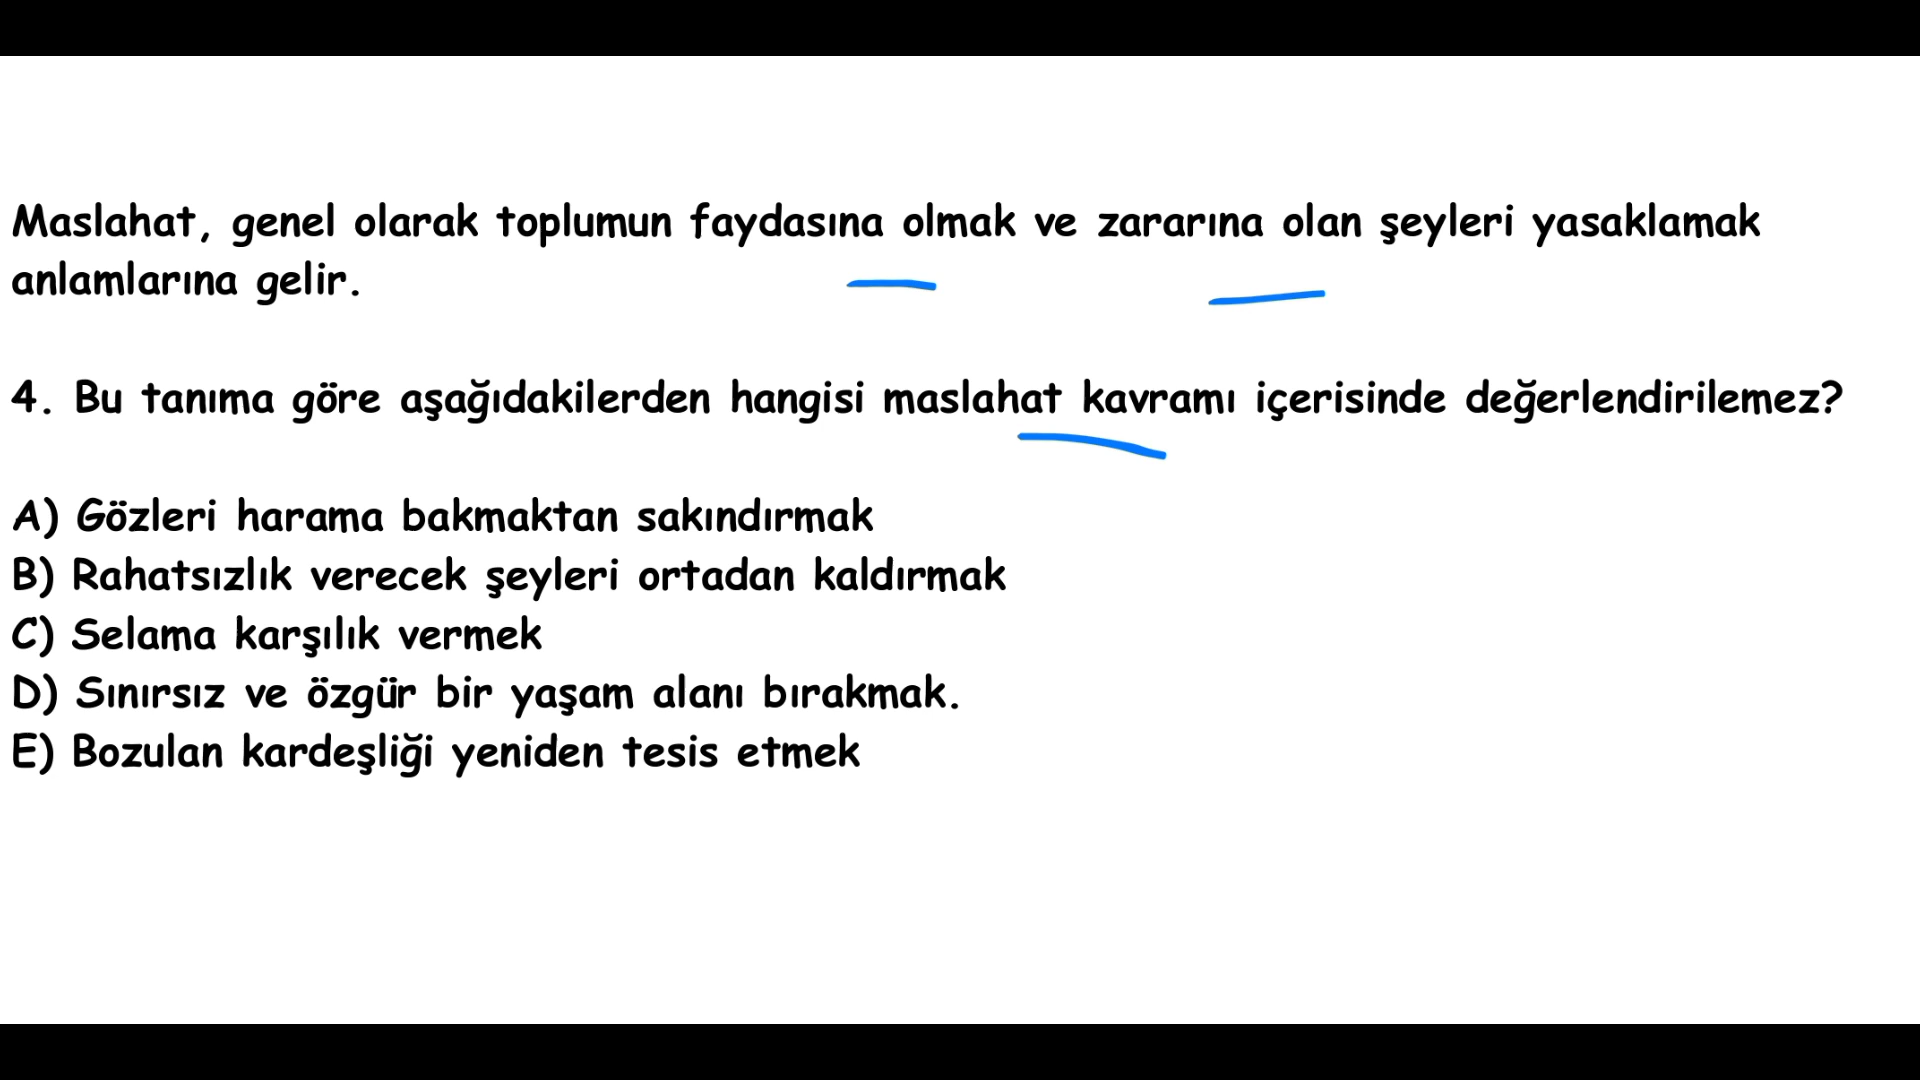 Maslahat, genel olarak toplumun faydasına olmak ve zararına olan şeyleri yasaklamak
anlamlarına gelir.
4. Bu tanıma göre aşağıdakilerden hangisi maslahat kavramı içerisinde değerlendirilemez?
A) Gözleri harama bakmaktan sakındırmak
B) Rahatsızlık verecek şeyleri ortadan kaldırmak
C) Selama karşılık vermek
D) Sınırsız ve özgür bir yaşam alanı bırakmak.
E) Bozulan kardeşliği yeniden tesis etmek